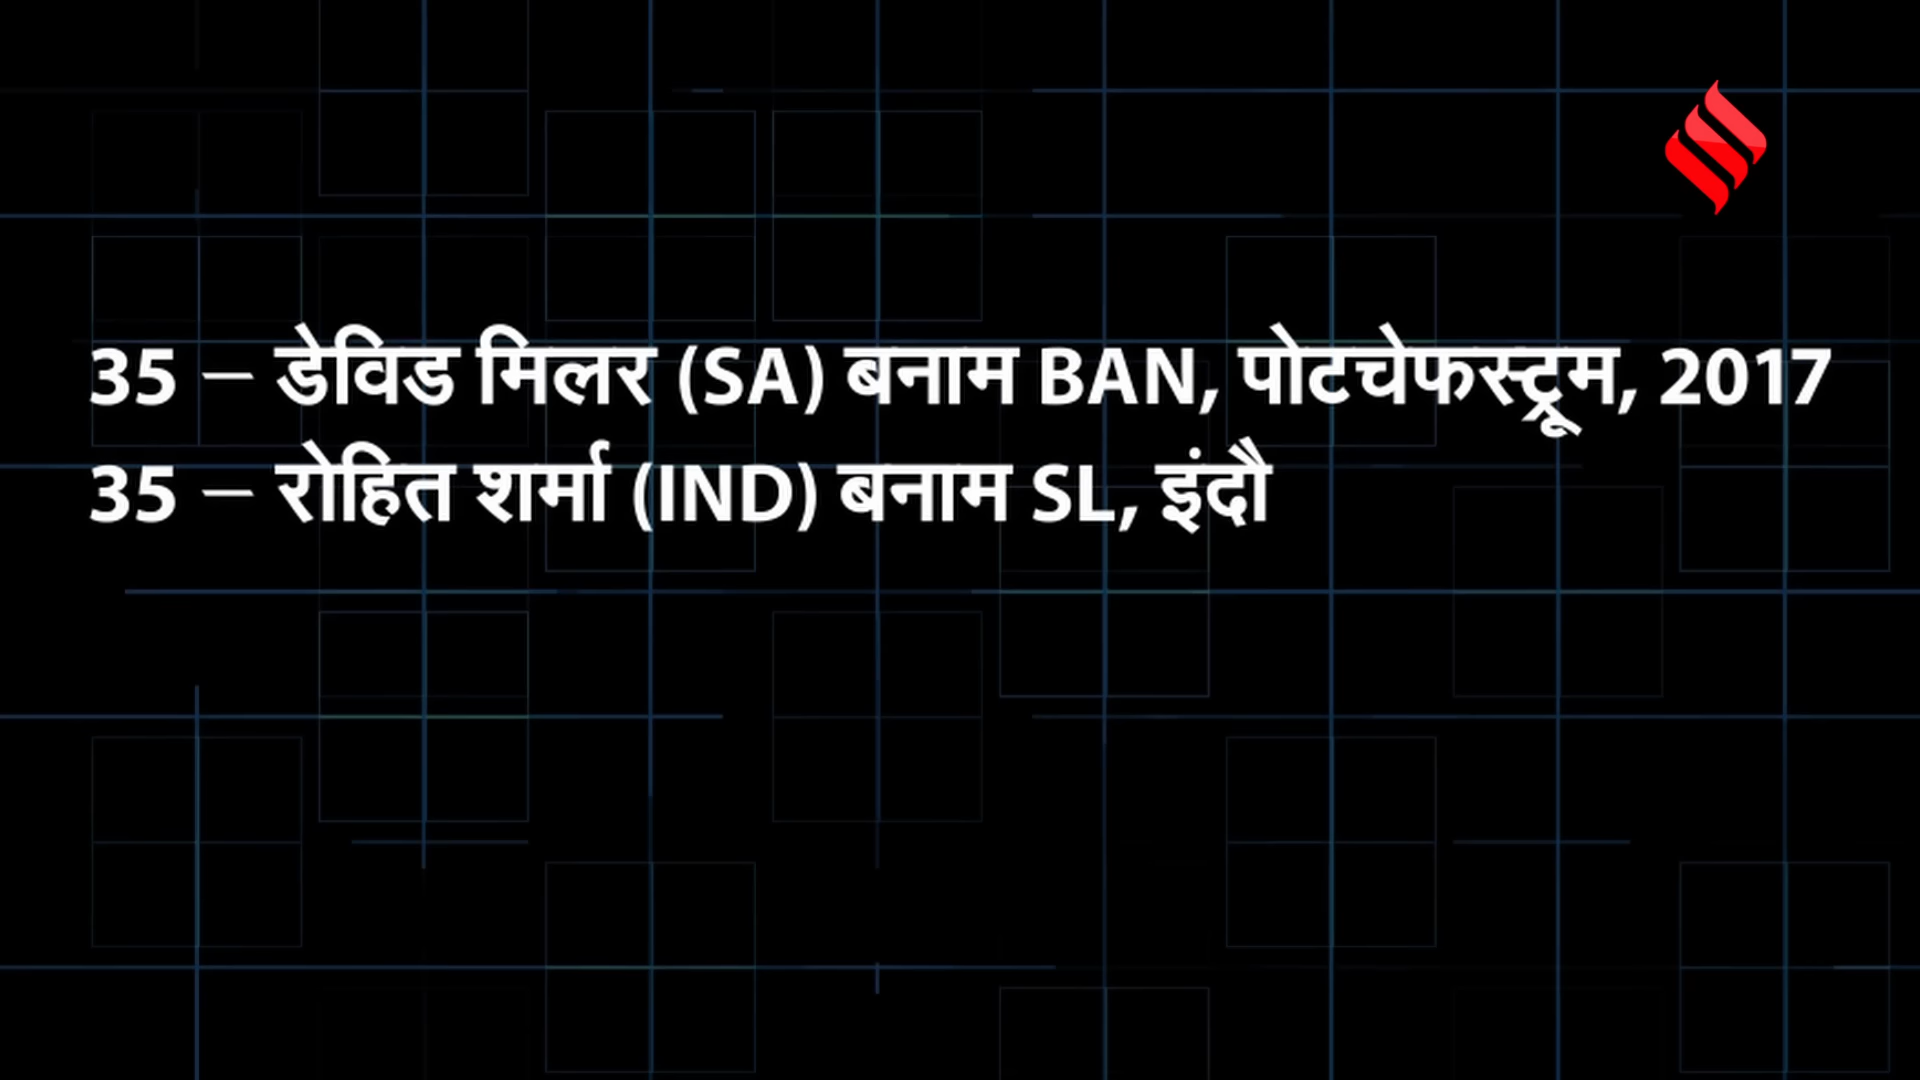 35 – डेविड मिलर (SA) बनाम BAN, पोटचेफस्ट्रूम, 2017
35 – रोहित शर्मा (IND) बनाम SL, इंदौ